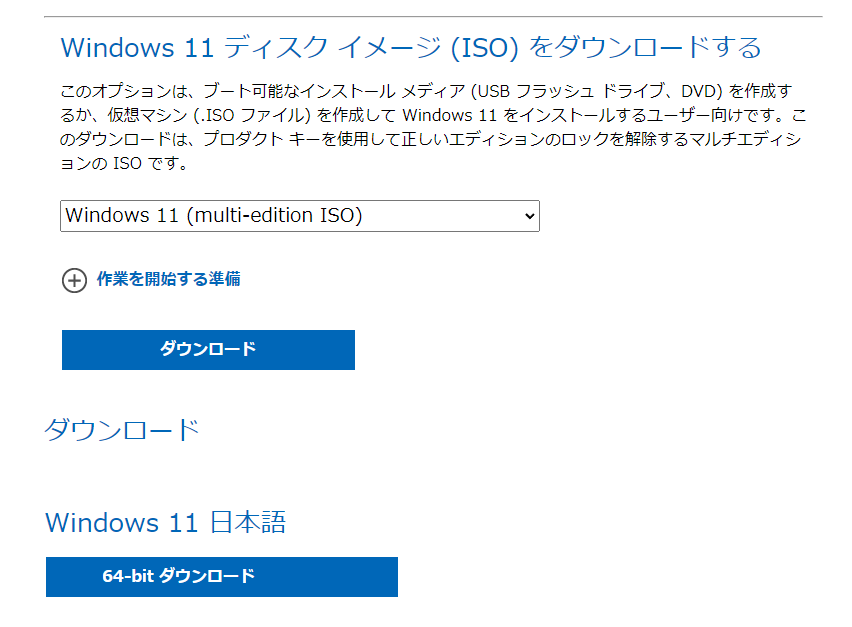 Windows 11 ディスク イメージ (ISO) をダウンロードする
このオプションは、ブート可能なインストール メディア (USB フラッシュ ドライブ、DVD) を作成す
るか、仮想マシン (.ISO ファイル) を作成して Windows 11 をインストールするユーザー向けです。こ
のダウンロードは、プロダクト キーを使用して正しいエディションのロックを解除するマルチエディシ
ョンの ISO です。
Windows 11 (multi-edition ISO)
作業を開始する準備
ダウンロード
ダウンロード
Windows 11 日本語
64-bit ダウンロード